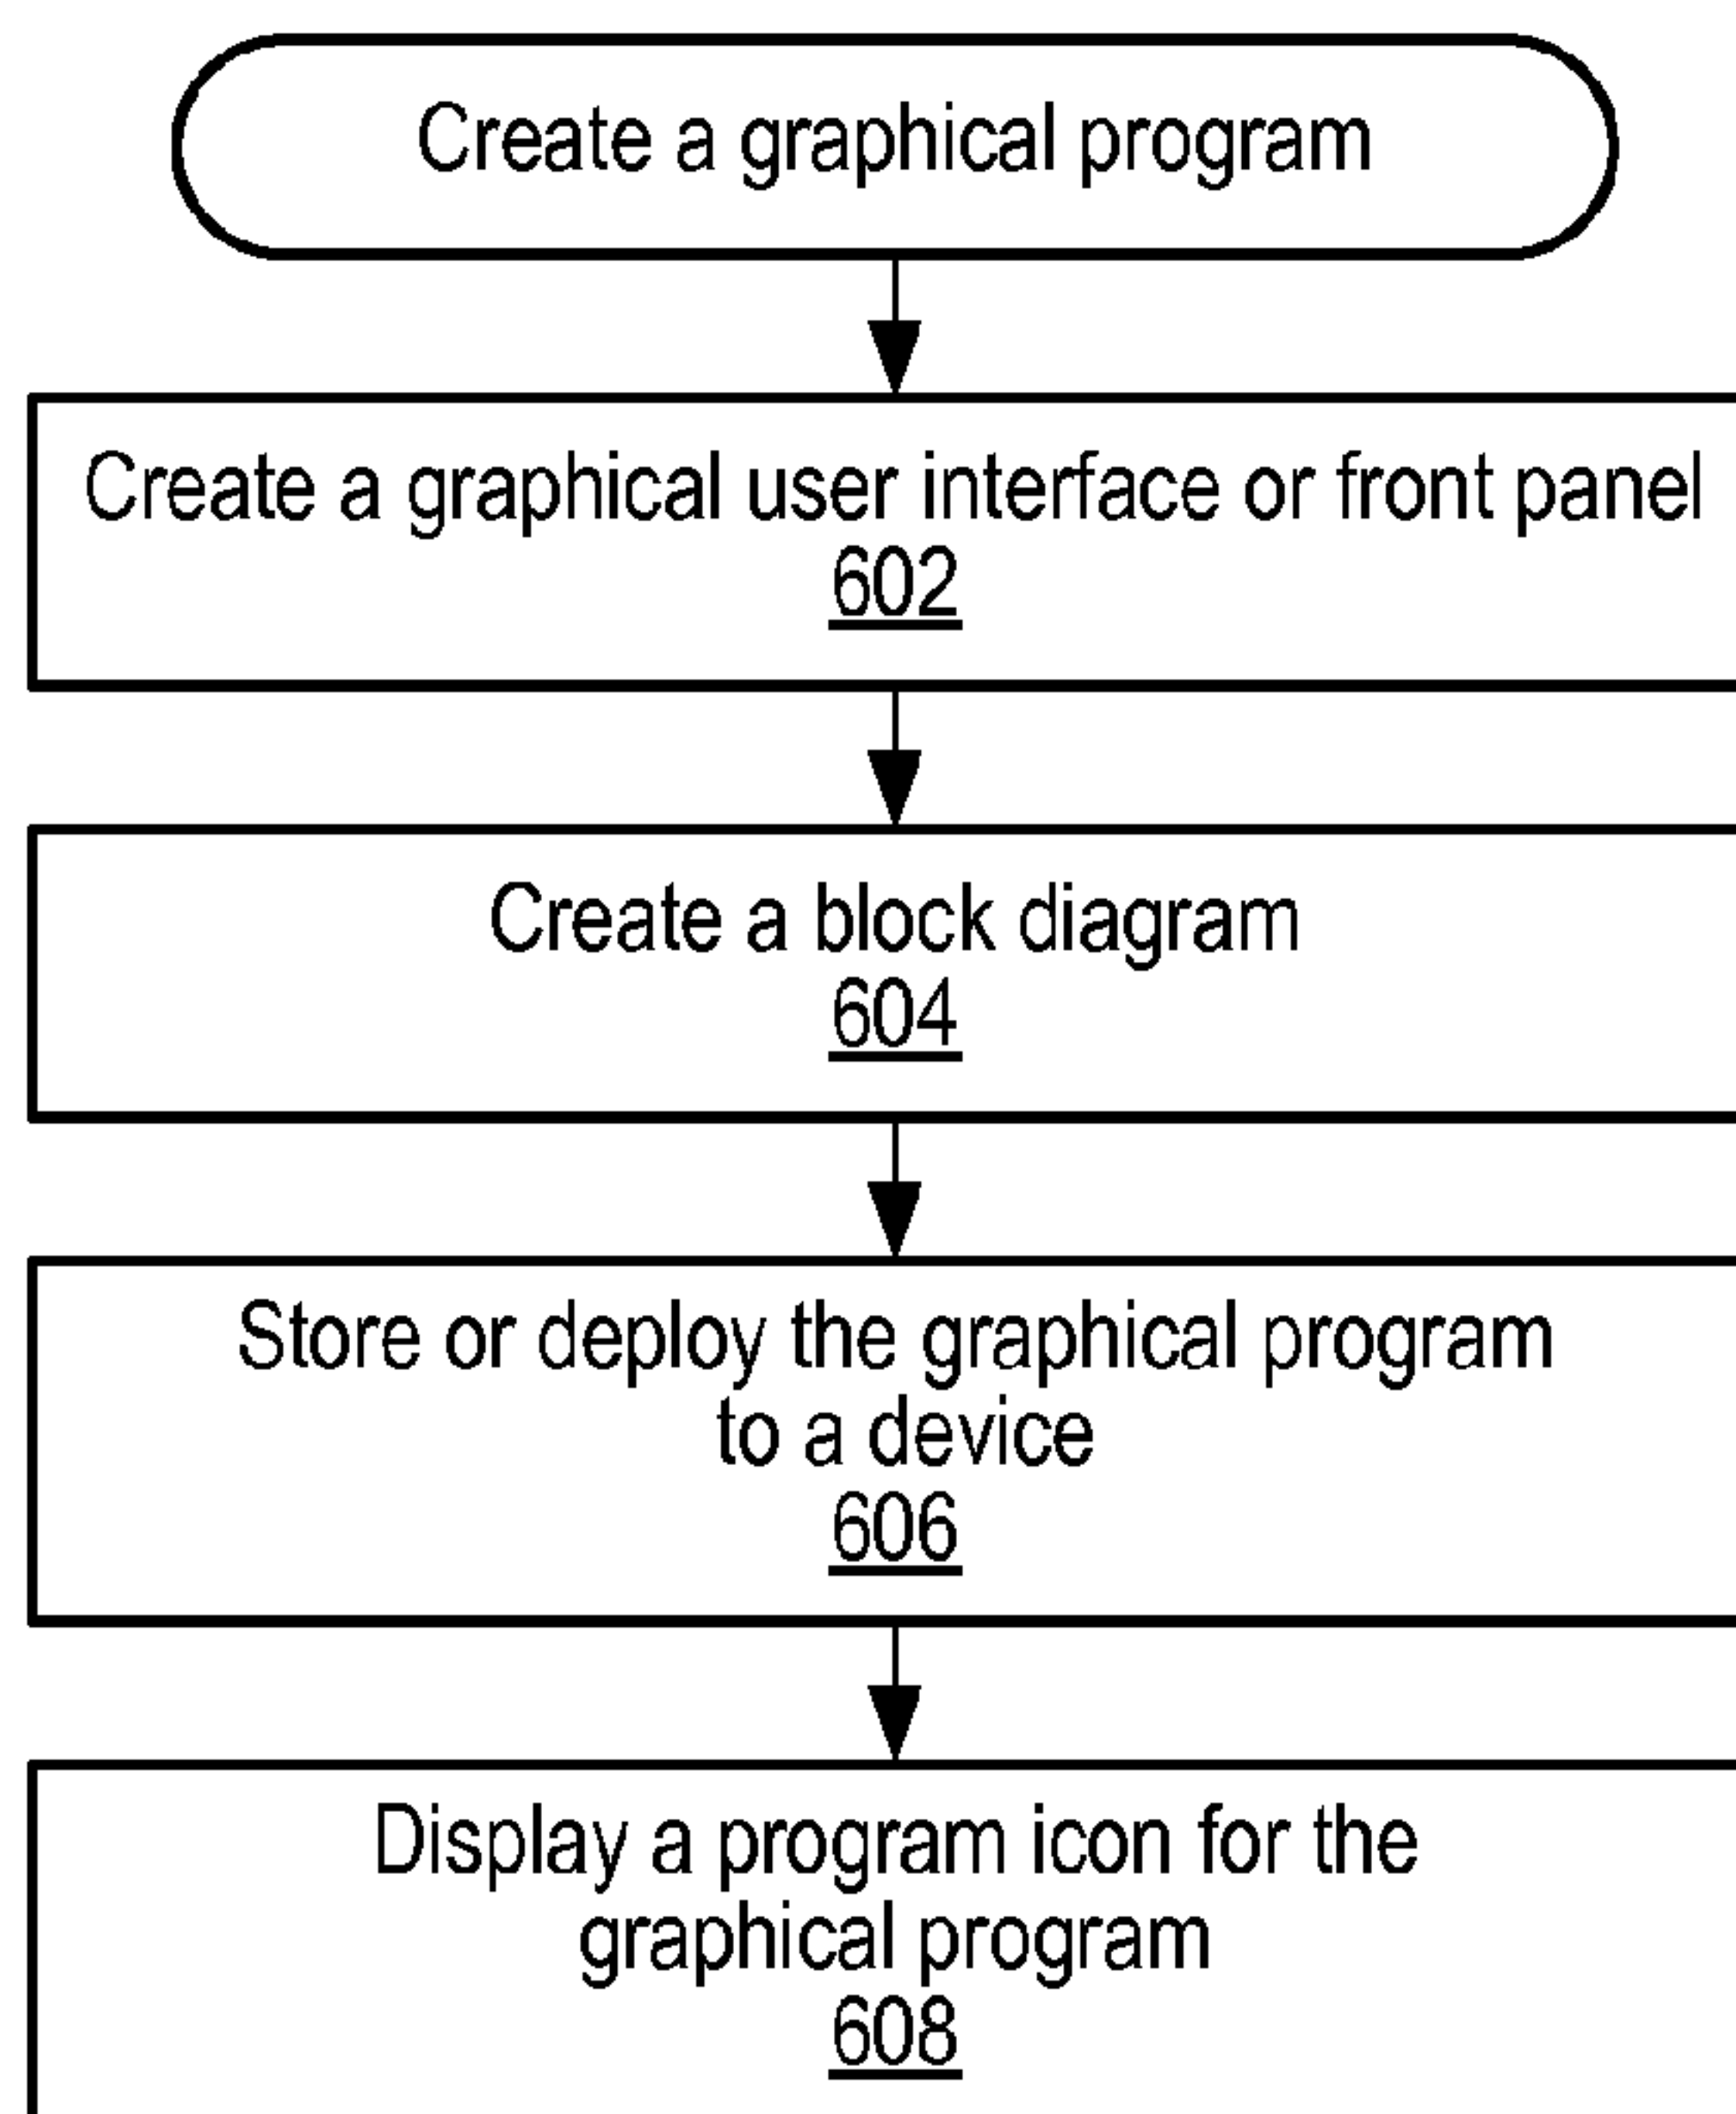 Create a graphical program
Create a graphical user interface or front panel
602
Create a block diagram
604
Store or deploy the graphical program
to a device
606
Display a program icon for the
graphical program
608